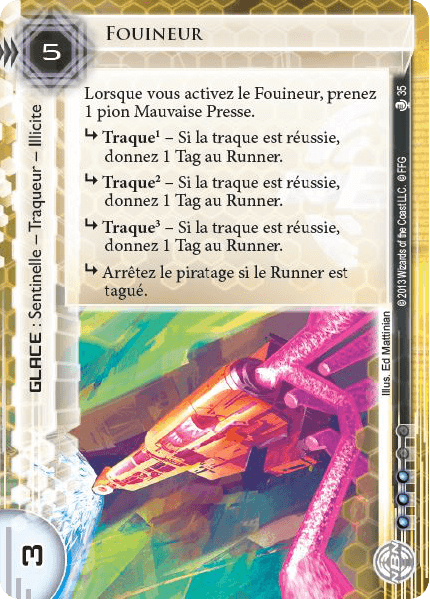 Fouineur
5
Lorsque vous activez le Fouineur, prenez
1 pion Mauvaise Presse.
↳ Traque¹ – Si la traque est réussie,
donnez 1 Tag au Runner.
↳ Traque² – Si la traque est réussie,
donnez 1 Tag au Runner.
↳ Traque³ – Si la traque est réussie,
donnez 1 Tag au Runner.
↳ Arrêtez le piratage si le Runner est
tagué.
GLACE : Sentinelle – Traqueur – Illicite
35
© 2013 Wizards of the Coast LLC. © FFG
Illus. Ed Mattinian
3
NBN